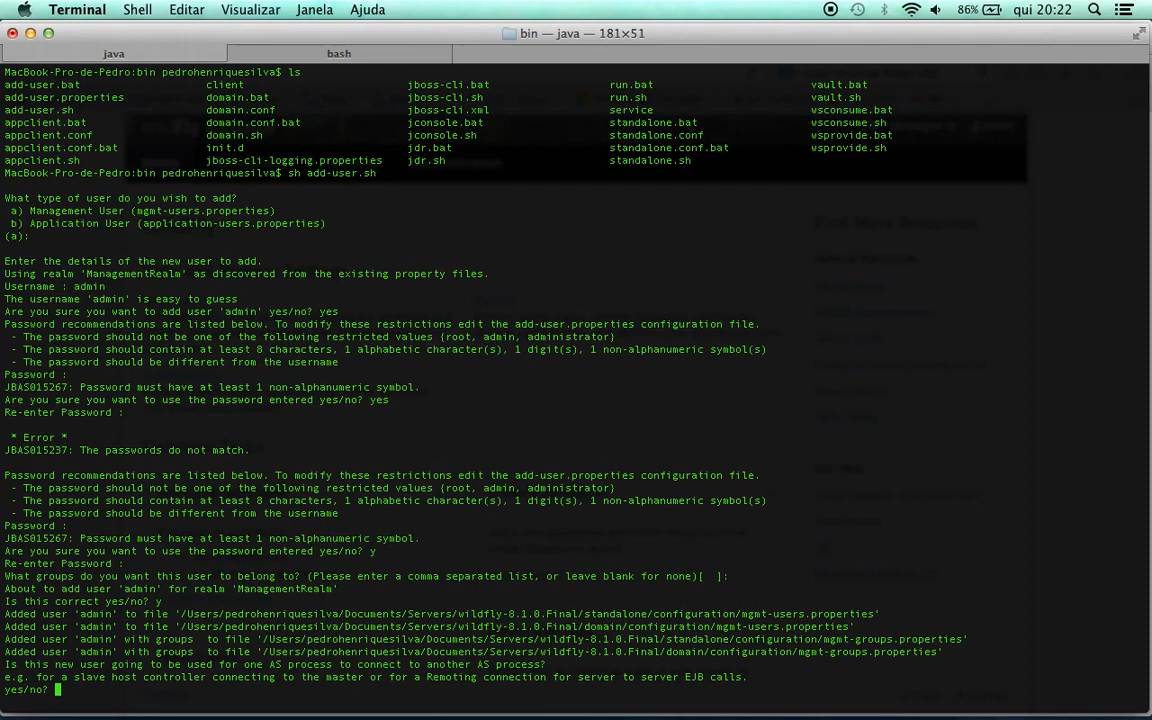 Terminal Shell Editar Visualizar Janela Ajuda 86% qui 20:22
bin — java — 181×51
java bash
MacBook-Pro-de-Pedro:bin pedrohenriquesilva$ ls
add-user.bat client jboss-cli.bat run.bat vault.bat
add-user.properties domain.bat jboss-cli.sh run.sh vault.sh
add-user.sh domain.conf jboss-cli.xml service wsconsume.bat
appclient.bat domain.conf.bat jconsole.bat standalone.bat wsconsume.sh
appclient.conf domain.sh jconsole.sh standalone.conf wsprovide.bat
appclient.conf.bat init.d jdr.bat standalone.conf.bat wsprovide.sh
appclient.sh jboss-cli-logging.properties jdr.sh standalone.sh
MacBook-Pro-de-Pedro:bin pedrohenriquesilva$ sh add-user.sh
What type of user do you wish to add?
a) Management User (mgmt-users.properties)
b) Application User (application-users.properties)
(a):
Enter the details of the new user to add.
Using realm 'ManagementRealm' as discovered from the existing property files.
Username : admin
The username 'admin' is easy to guess
Are you sure you want to add user 'admin' yes/no? yes
Password recommendations are listed below. To modify these restrictions edit the add-user.properties configuration file.
- The password should not be one of the following restricted values {root, admin, administrator}
- The password should contain at least 8 characters, 1 alphabetic character(s), 1 digit(s), 1 non-alphanumeric symbol(s)
- The password should be different from the username
Password :
JBAS015267: Password must have at least 1 non-alphanumeric symbol.
Are you sure you want to use the password entered yes/no? yes
Re-enter Password :
* Error *
JBAS015237: The passwords do not match.
Password recommendations are listed below. To modify these restrictions edit the add-user.properties configuration file.
- The password should not be one of the following restricted values {root, admin, administrator}
- The password should contain at least 8 characters, 1 alphabetic character(s), 1 digit(s), 1 non-alphanumeric symbol(s)
- The password should be different from the username
Password :
JBAS015267: Password must have at least 1 non-alphanumeric symbol.
Are you sure you want to use the password entered yes/no? y
Re-enter Password :
What groups do you want this user to belong to? (Please enter a comma separated list, or leave blank for none)[  ]:
About to add user 'admin' for realm 'ManagementRealm'
Is this correct yes/no? y
Added user 'admin' to file '/Users/pedrohenriquesilva/Documents/Servers/wildfly-8.1.0.Final/standalone/configuration/mgmt-users.properties'
Added user 'admin' to file '/Users/pedrohenriquesilva/Documents/Servers/wildfly-8.1.0.Final/domain/configuration/mgmt-users.properties'
Added user 'admin' with groups  to file '/Users/pedrohenriquesilva/Documents/Servers/wildfly-8.1.0.Final/standalone/configuration/mgmt-groups.properties'
Added user 'admin' with groups  to file '/Users/pedrohenriquesilva/Documents/Servers/wildfly-8.1.0.Final/domain/configuration/mgmt-groups.properties'
Is this new user going to be used for one AS process to connect to another AS process?
e.g. for a slave host controller connecting to the master or for a Remoting connection for server to server EJB calls.
yes/no?